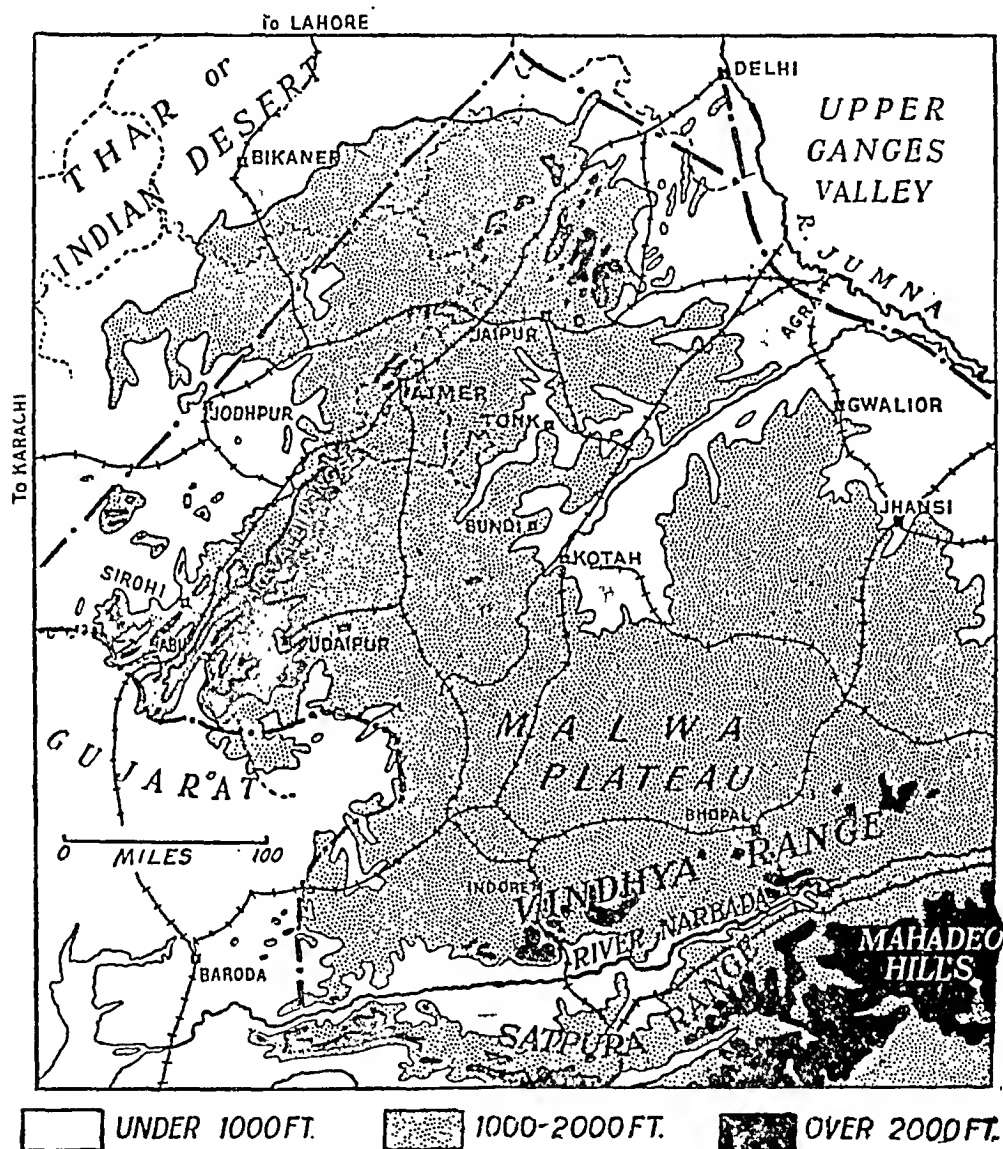 To LAHORE
THAR or
INDIAN DESERT
BIKANER
DELHI
UPPER
GANGES
VALLEY
R. JUMNA
AGRA
JAIPUR
AJMER
JODHPUR
TONK
GWALIOR
To KARACHI
BUNDI
KOTAH
JHANSI
SIROHI
ABU
UDAIPUR
GUJARAT
MALWA
PLATEAU
0 MILES 100
BHOPAL
INDORE
VINDHYA RANGE
RIVER NARBADA
MAHADEO
HILLS
BARODA
SATPURA RANGE
UNDER 1000 FT. 1000-2000 FT. OVER 2000 FT.